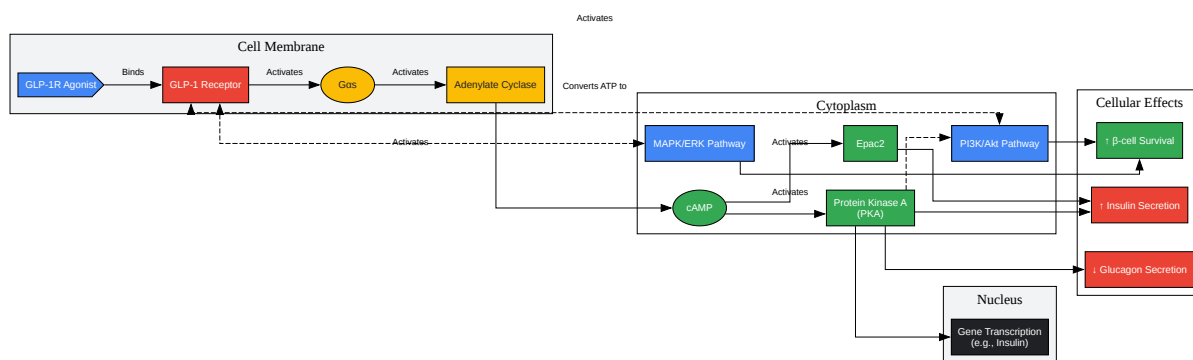 Activates
Cell Membrane
GLP-1R Agonist
Binds
GLP-1 Receptor
Activates
Gαs
Activates
Adenylate Cyclase
Converts ATP to
Cytoplasm
Cellular Effects
Activates
MAPK/ERK Pathway
Activates
Epac2
PI3K/Akt Pathway
↑ β-cell Survival
Activates
cAMP
Protein Kinase A
(PKA)
↑ Insulin Secretion
↓ Glucagon Secretion
Nucleus
Gene Transcription
(e.g., Insulin)